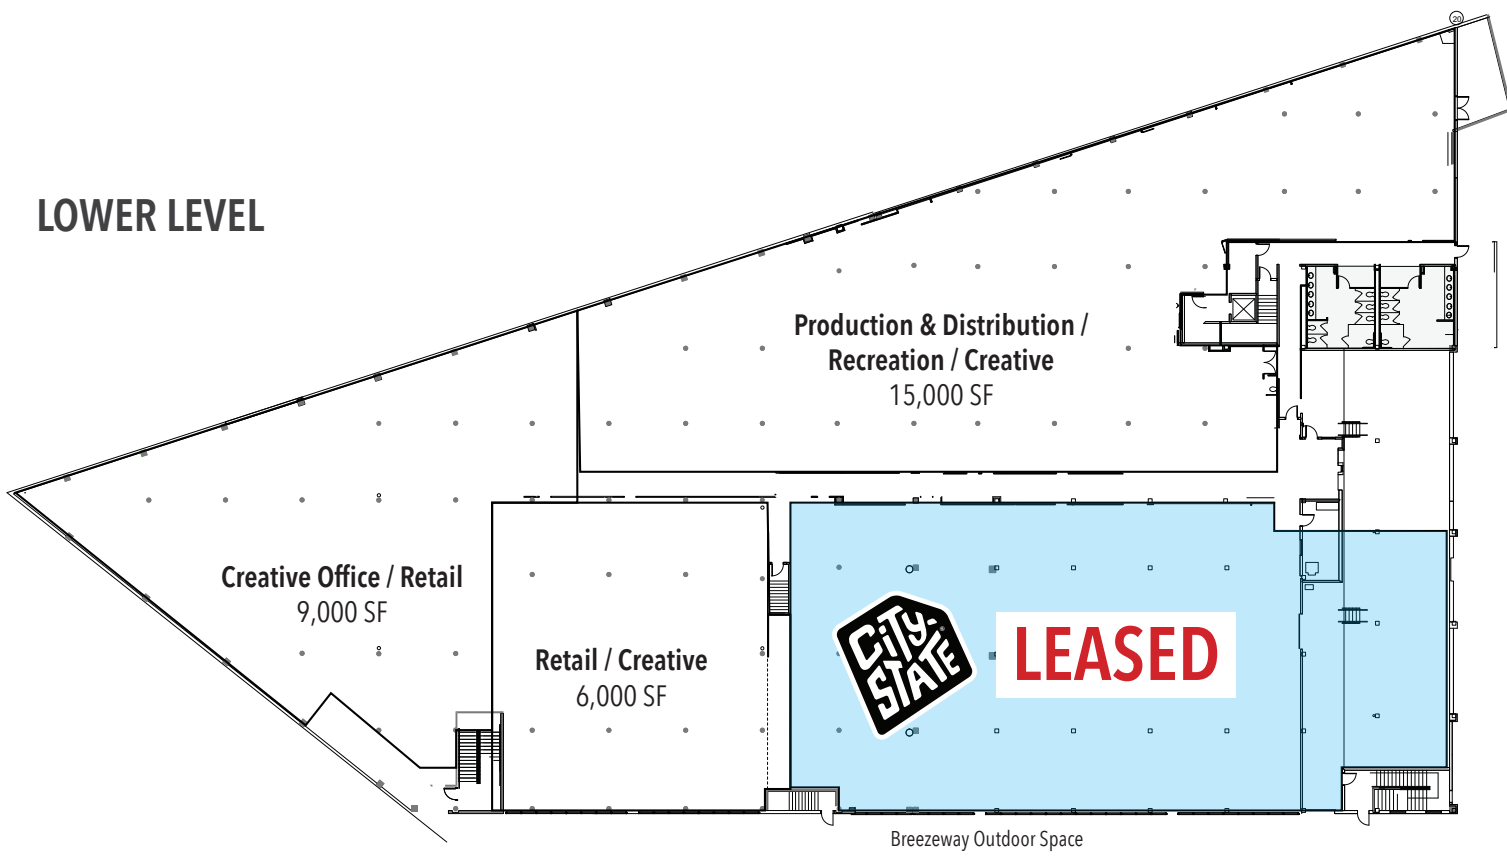 20
LOWER LEVEL
Production & Distribution /
Recreation / Creative
15,000 SF
Creative Office / Retail
9,000 SF
Retail / Creative
6,000 SF
CiTY-
STATE
®
LEASED
Breezeway Outdoor Space